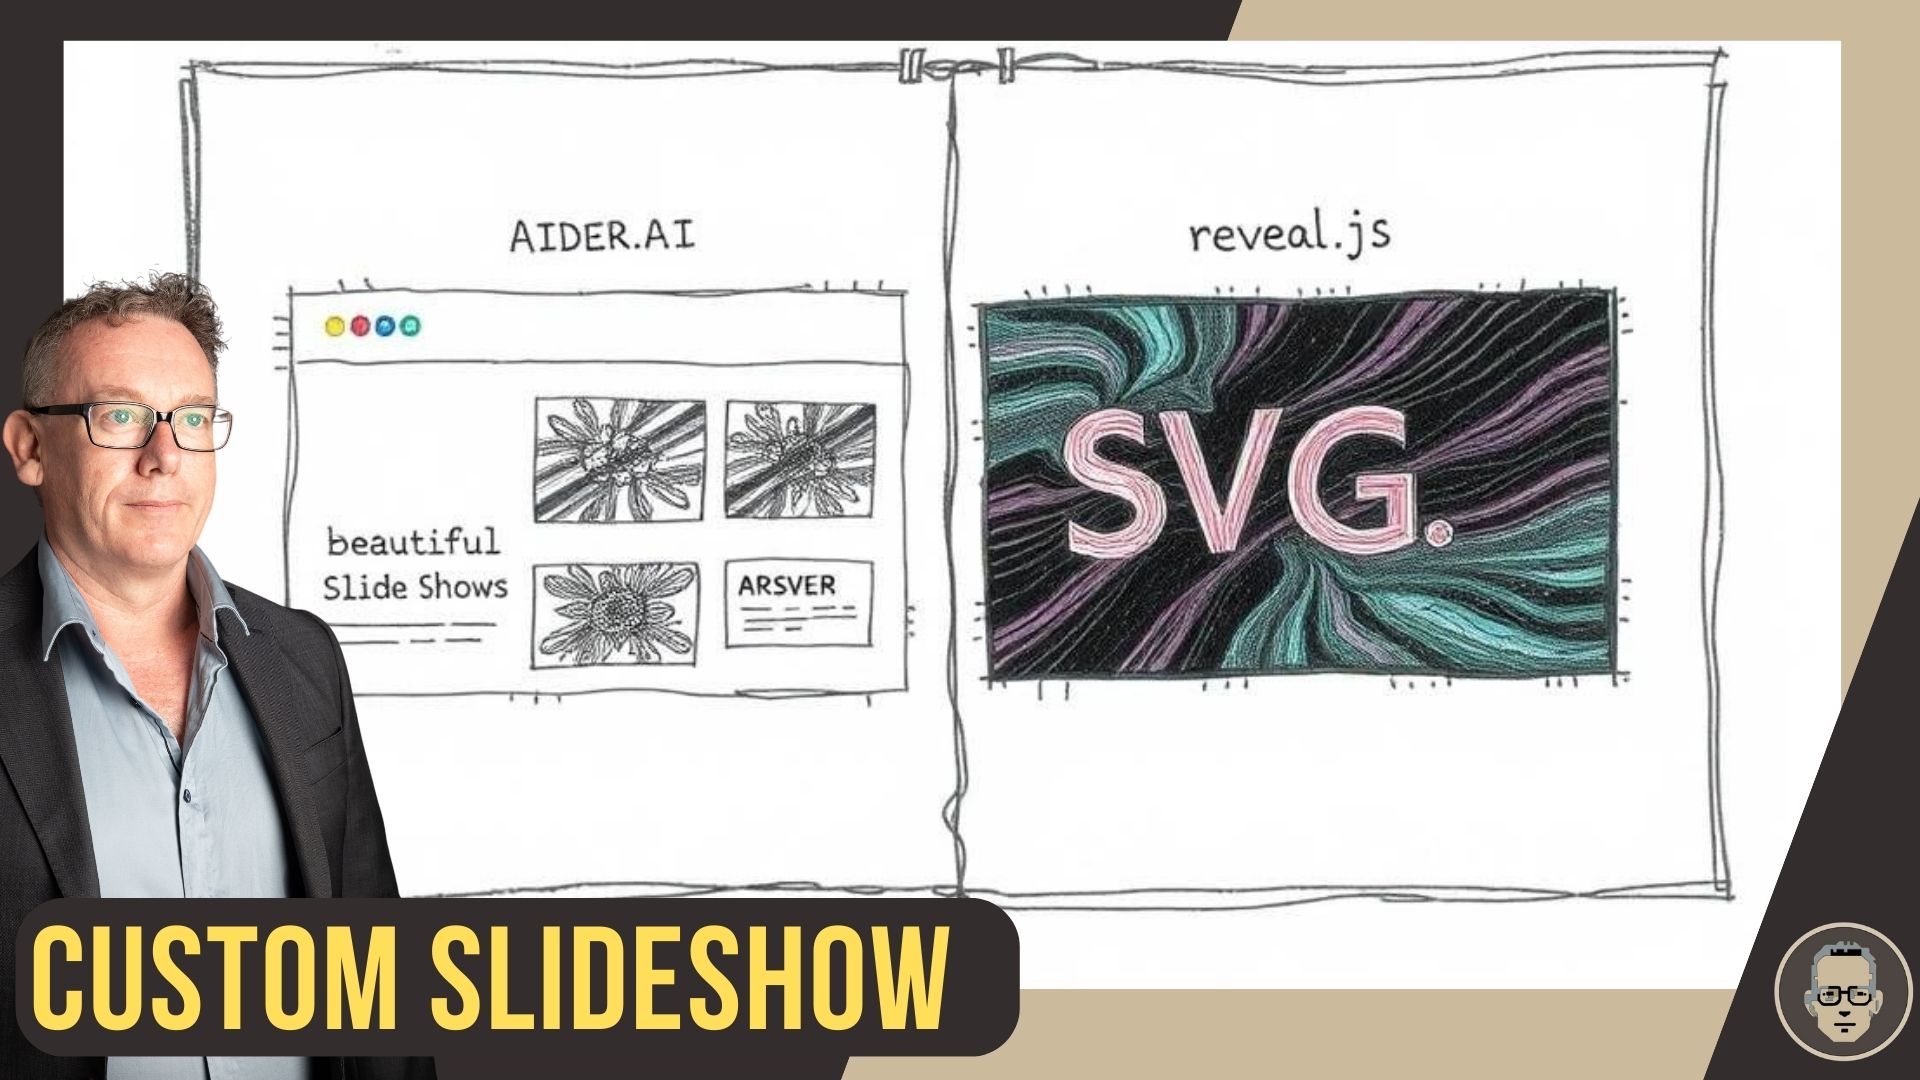 AIDER.AI
reveal.js
beautiful
Slide Shows
ARSVER
SVG.
CUSTOM SLIDESHOW